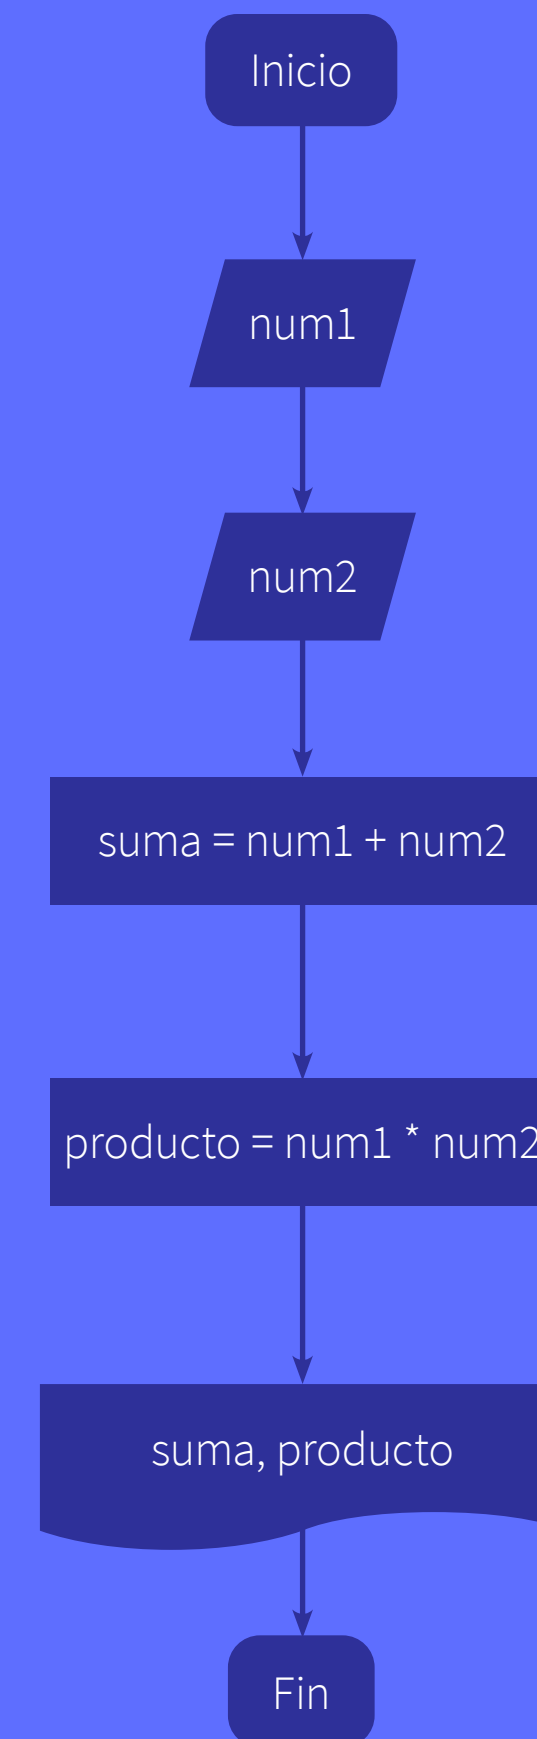 Inicio
num1
num2
suma = num1 + num2
producto = num1 * num2
suma, producto
Fin